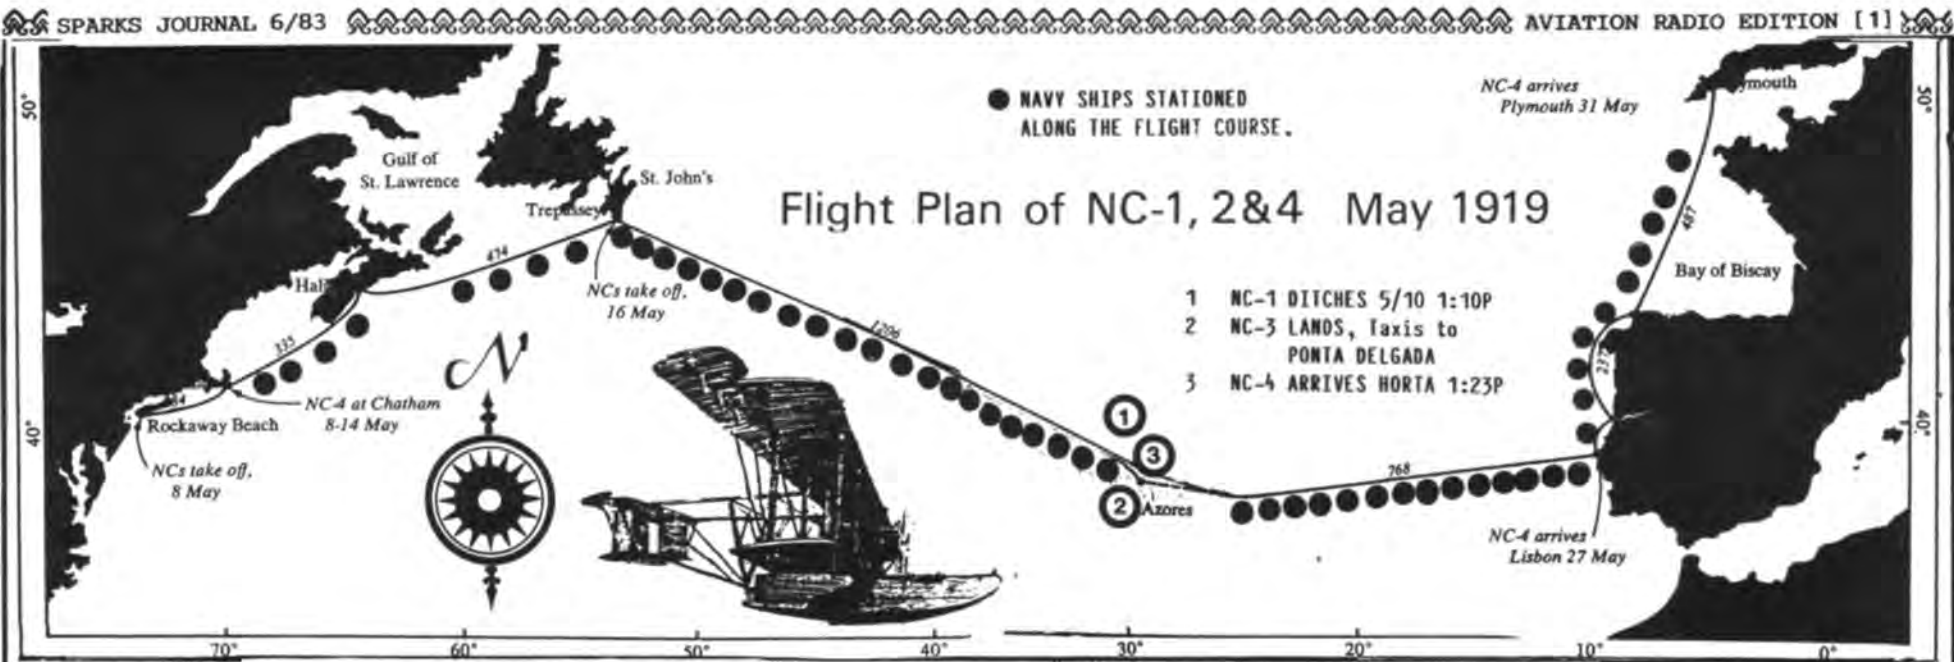 SPARKS JOURNAL 6/83
AVIATION RADIO EDITION [1]
50°
40°
Gulf of
St. Lawrence
St. John's
Hal
474
335
Rockaway Beach
NCs take off,
8 May
NC-4 at Chatham
8-14 May
NCs take off,
16 May
N
NAVY SHIPS STATIONED
ALONG THE FLIGHT COURSE.
Flight Plan of NC-1, 2&4 May 1919
1 NC-1 DITCHES 5/10 1:10P
2 NC-3 LANDS, Taxis to
PONTA DELGADA
3 NC-4 ARRIVES HORTA 1:23P
1206
1
3
2
Azores
768
NC-4 arrives
Plymouth 31 May
ymouth
487
Bay of Biscay
NC-4 arrives
Lisbon 27 May
50°
40°
70°
60°
50°
40°
30°
20°
10°
0°